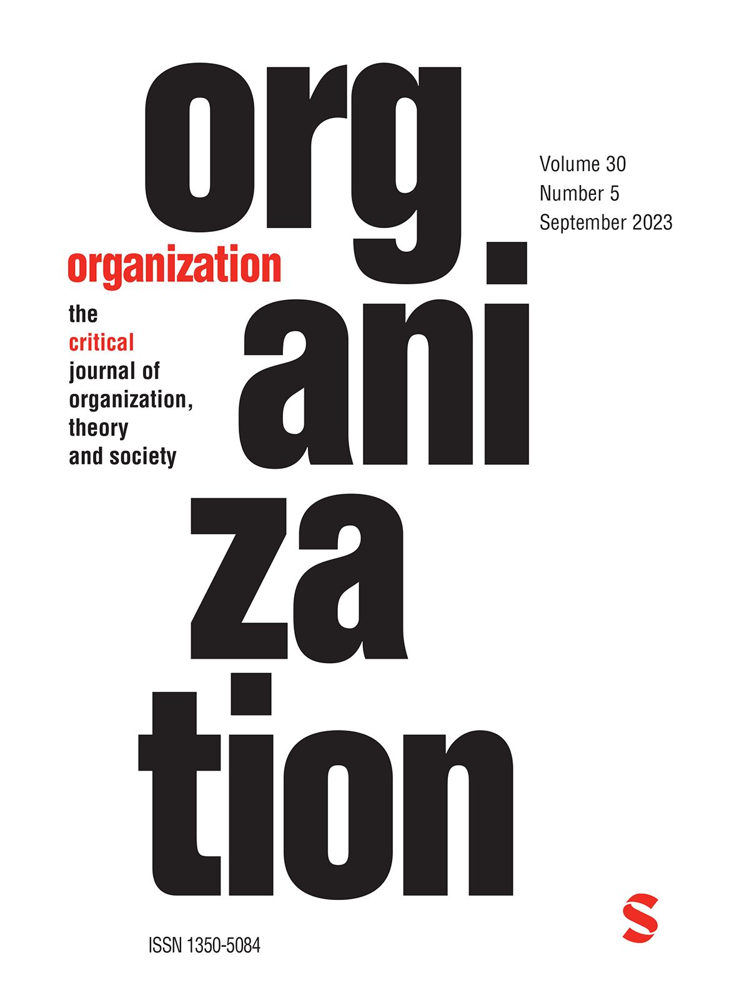 org
ani
za
tion
Volume 30
Number 5
September 2023
organization
the
critical
journal of
organization,
theory
and society
ISSN 1350-5084
S